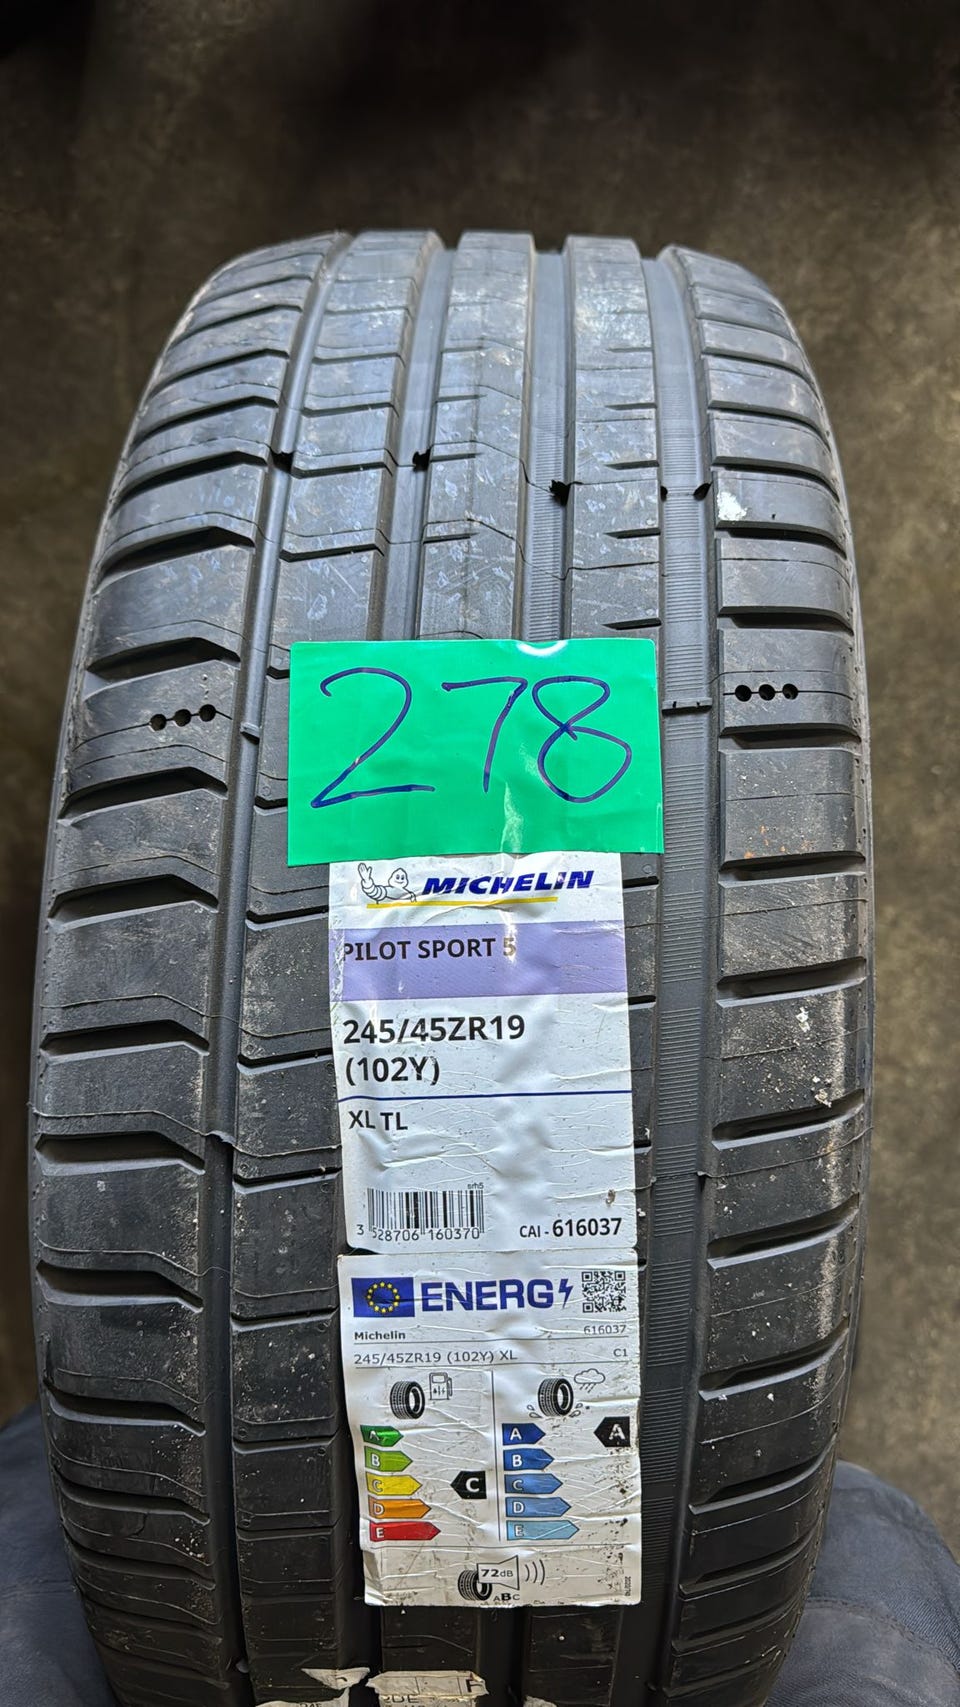 278
MICHELIN
PILOT SPORT 5
245/45ZR19
(102Y)
XL TL
srh5
3 528706 160370
CAI - 616037
ENERG
Michelin
616037
245/45ZR19 (102Y) XL
C1
A
A
A
B
B
C
C
C
D
D
E
E
72dB
ABC